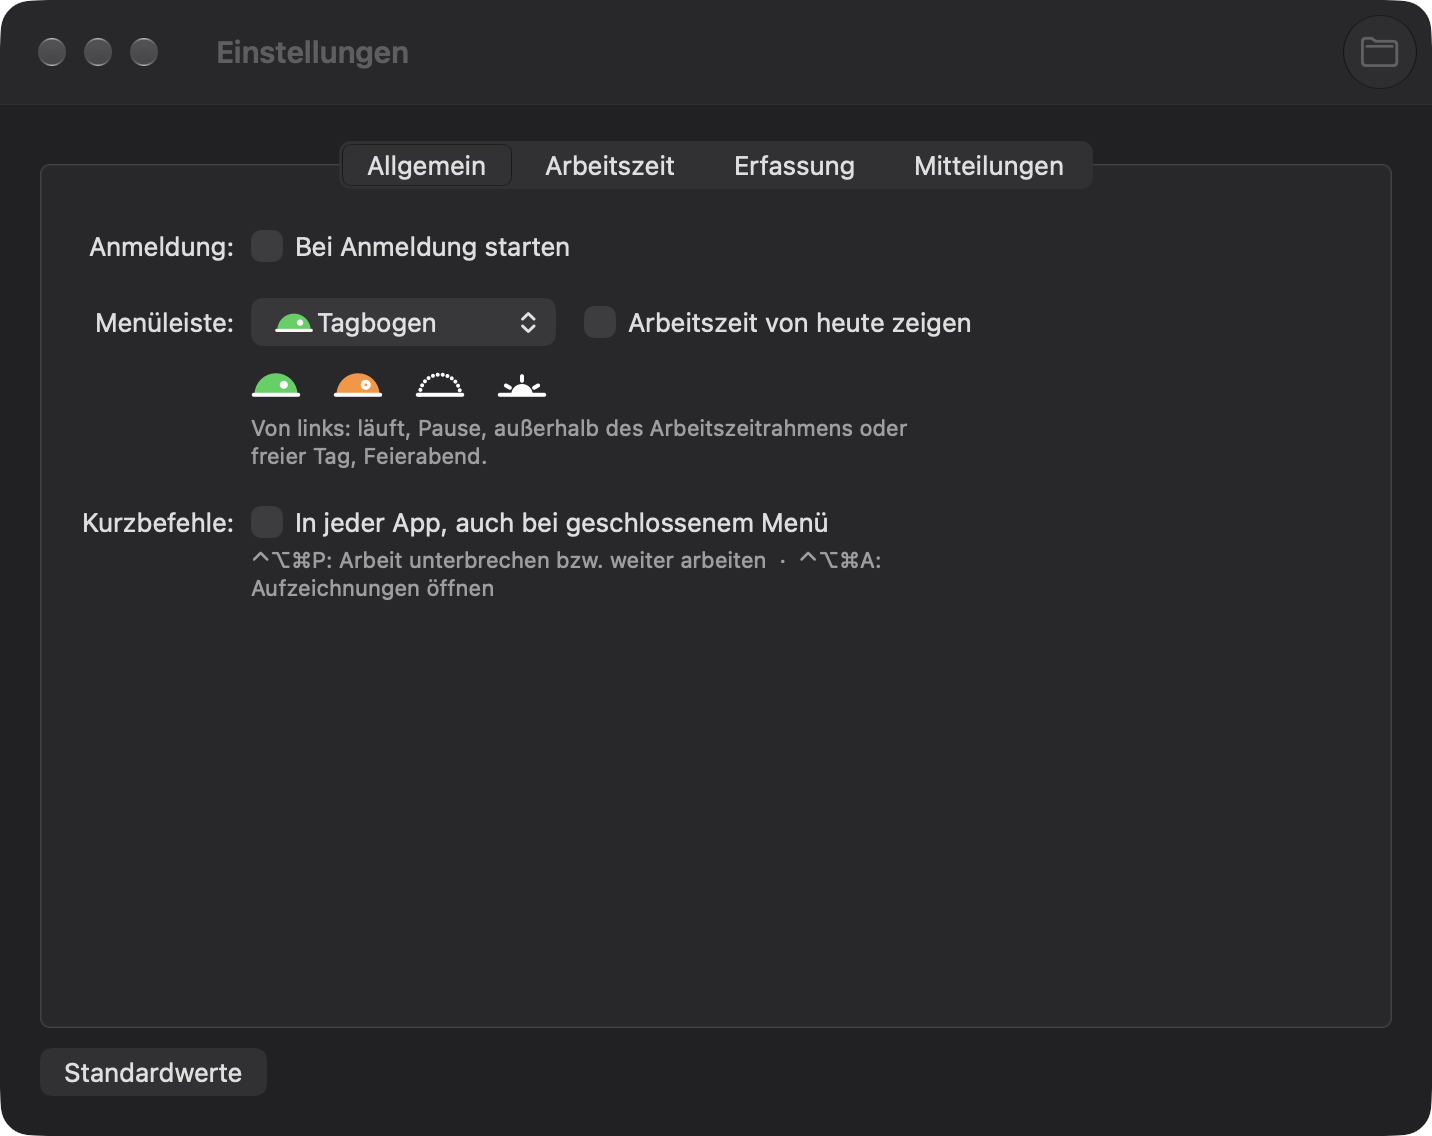 Einstellungen
Allgemein Arbeitszeit Erfassung Mitteilungen
Anmeldung: Bei Anmeldung starten
Menüleiste: Tagbogen Arbeitszeit von heute zeigen
Von links: läuft, Pause, außerhalb des Arbeitszeitrahmens oder
freier Tag, Feierabend.
Kurzbefehle: In jeder App, auch bei geschlossenem Menü
^⌥⌘P: Arbeit unterbrechen bzw. weiter arbeiten · ^⌥⌘A:
Aufzeichnungen öffnen
Standardwerte